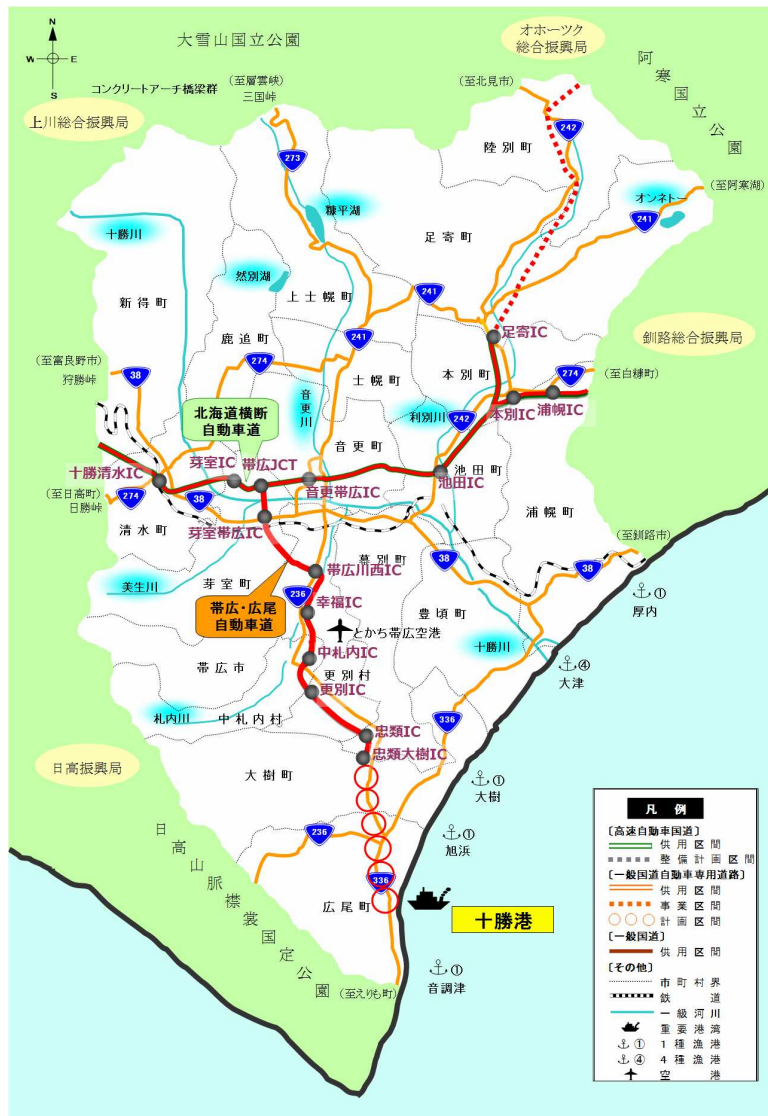 N
W
E
S
大雪山国立公園
オホーツク
総合振興局
阿寒国立公園
コンクリートアーチ橋梁群
(至層雲峡)
三国峠
(至北見市)
上川総合振興局
陸別町
242
273
(至阿寒湖)
オンネトー
241
糠平湖
足寄町
十勝川
然別湖
新得町
上士幌町
241
鹿追町
241
足寄IC
釧路総合振興局
(至富良野市)
狩勝峠
38
274
士幌町
本別町
274
(至白糠町)
音更川
利別川
242
本別IC
浦幌IC
北海道横断
自動車道
音更町
芽室IC
帯広JCT
十勝清水IC
音更帯広IC
池田町
池田IC
(至日高町)
日勝峠
274
38
清水町
芽室帯広IC
浦幌町
(至釧路市)
幕別町
38
38
帯広川西IC
美生川
芽室町
①
厚内
帯広・広尾
自動車道
236
幸福IC
豊頃町
とかち帯広空港
十勝川
中札内IC
④
大津
帯広市
更別村
更別IC
札内川
中札内村
336
忠類IC
忠類大樹IC
日高振興局
大樹町
①
大樹
236
①
旭浜
日高山脈襟裳国定公園
336
広尾町
十勝港
①
音調津
(至えりも町)
凡例
〔高速自動車国道〕
供用区間
整備計画区間
〔一般国道自動車専用道路〕
供用区間
事業区間
計画区間
〔一般国道〕
供用区間
〔その他〕
市町村界
鉄道
一級河川
重要港湾
① 1種漁港
④ 4種漁港
空港